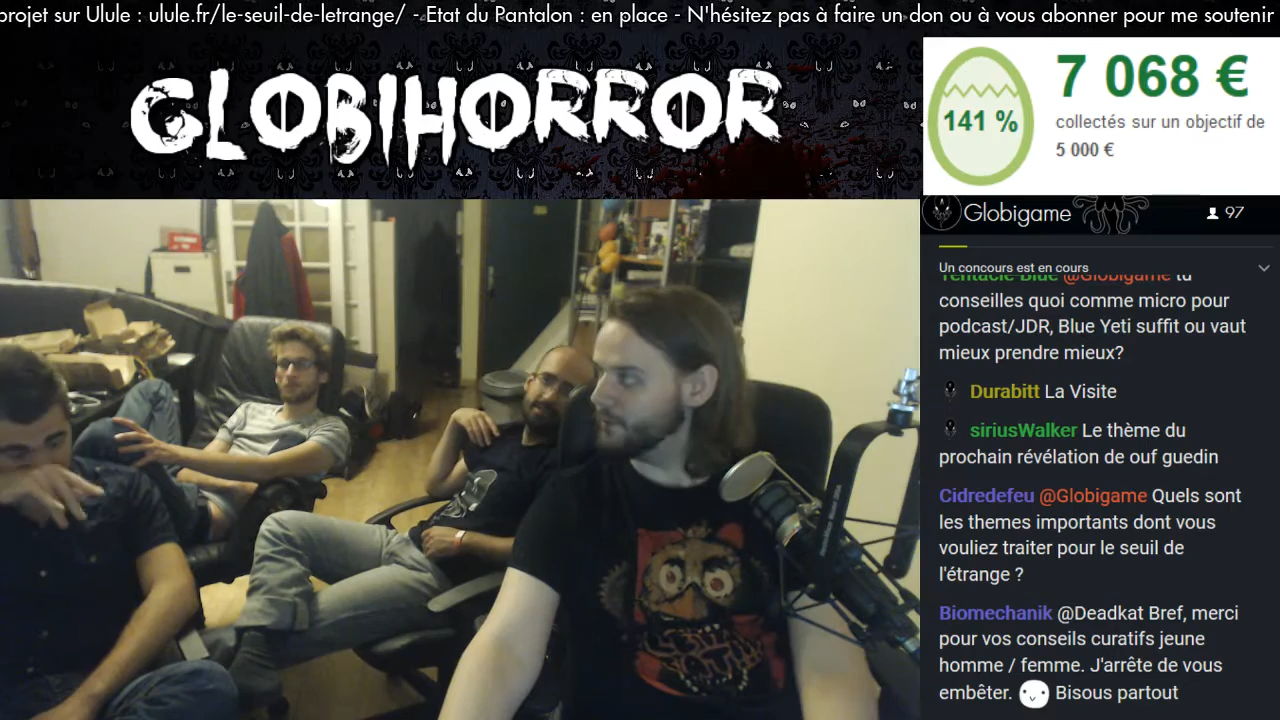 projet sur Ulule : ulule.fr/le-seuil-de-letrange/ - Etat du Pantalon : en place - N'hésitez pas à faire un don ou à vous abonner pour me soutenir
GLOBIHORROR
141 %
7 068 €
collectés sur un objectif de
5 000 €
Globigame
97
Un concours est en cours
Tentacle-Blue @Globigame tu
conseilles quoi comme micro pour
podcast/JDR, Blue Yeti suffit ou vaut
mieux prendre mieux?
Durabitt La Visite
siriusWalker Le thème du
prochain révélation de ouf guedin
Cidredefeu @Globigame Quels sont
les themes importants dont vous
vouliez traiter pour le seuil de
l'étrange ?
Biomechanik @Deadkat Bref, merci
pour vos conseils curatifs jeune
homme / femme. J'arrête de vous
embêter. Bisous partout